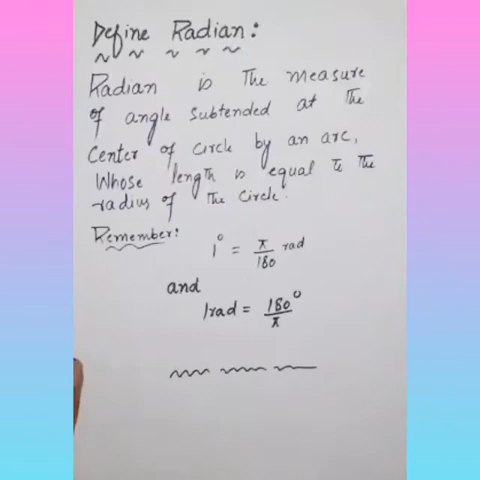 Define Radian:
Radian is The measure
of angle subtended at The
Center of circle by an arc,
Whose length is equal to the
radius of the Circle.
Remember:
1° = π/180 rad
and
1rad = 180°/π